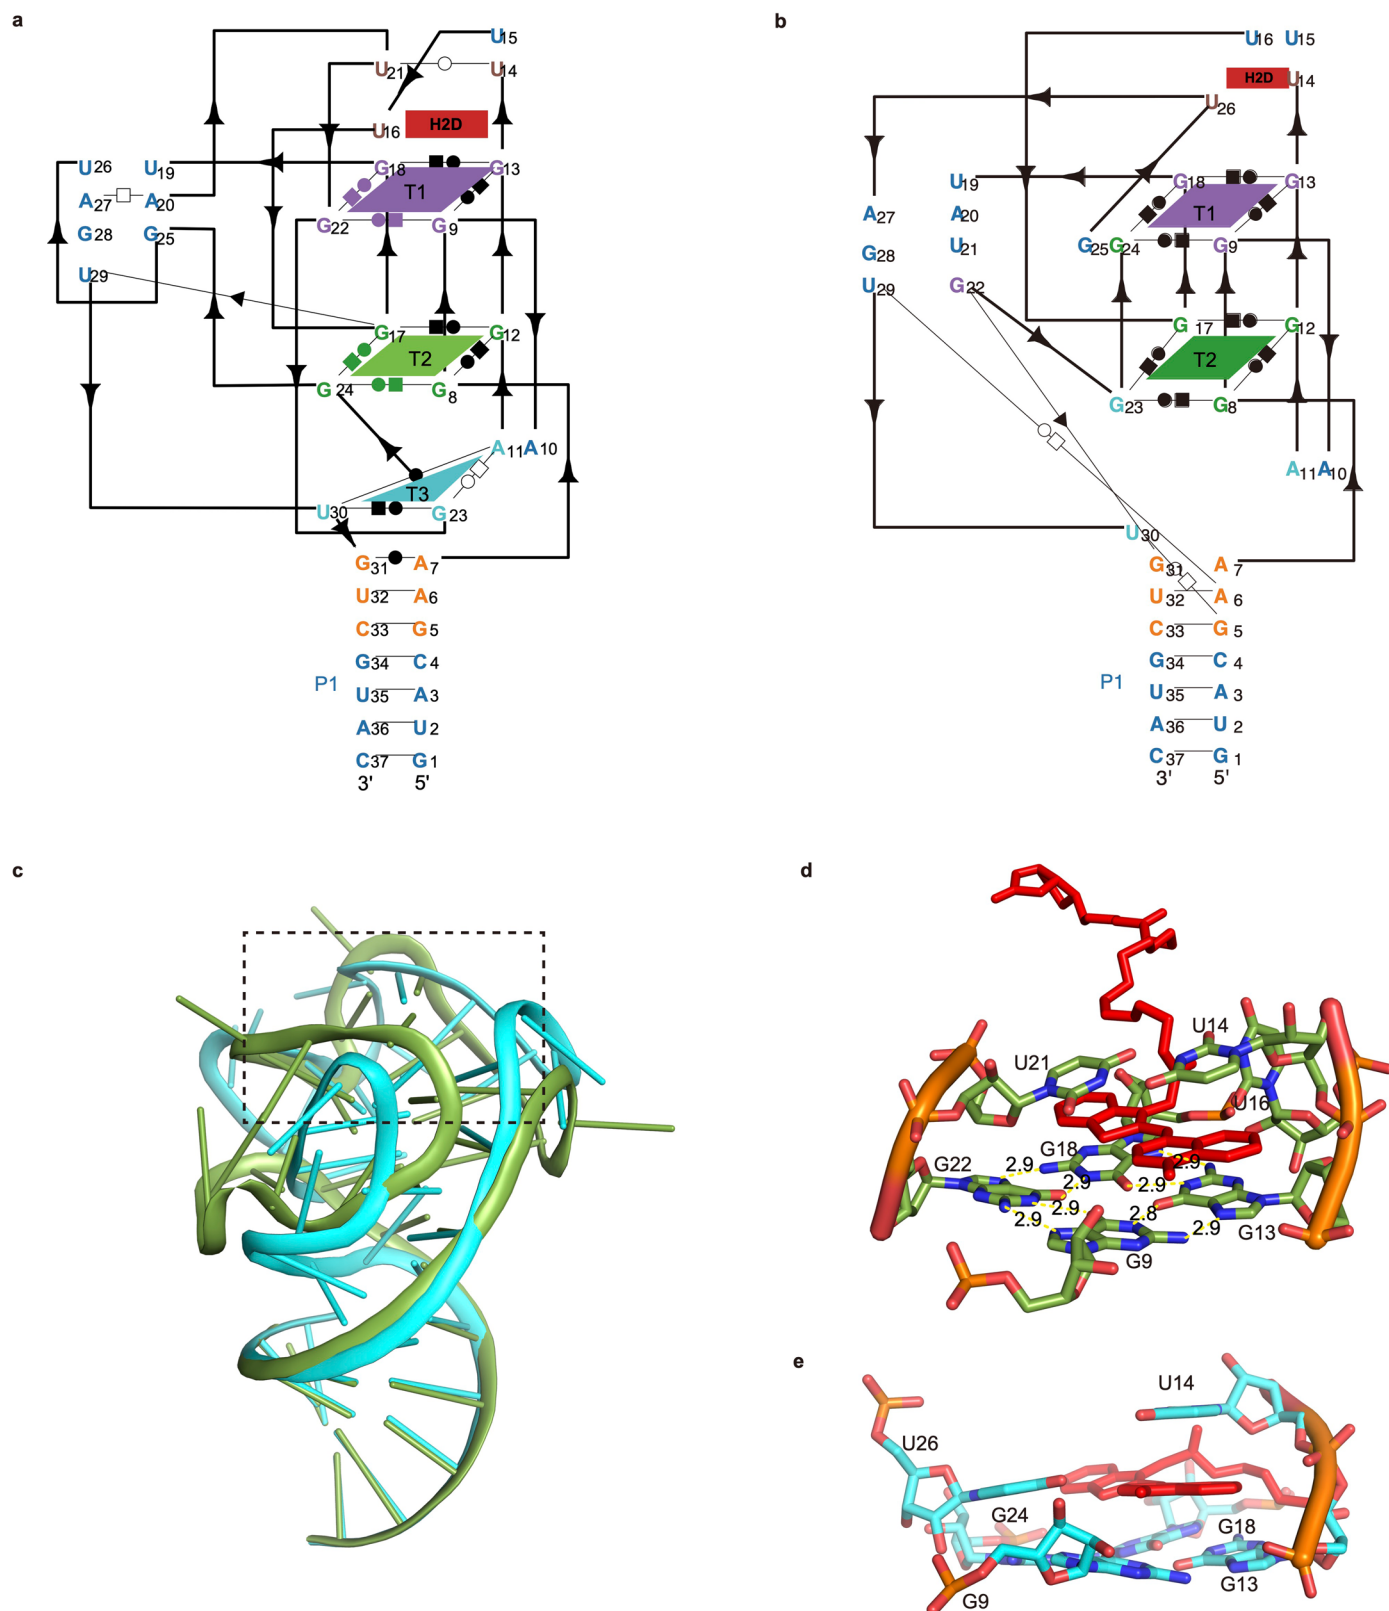 a
U15
U21 U14
U16 H2D
U26 U19 G18 G13
T1
A27 A20
G28 G25 G22 G9
U29
G17 G12
T2
G24 G8
A11 A10
T3
U30 G23
G31 A7
U32 A6
C33 G5
G34 C4
P1
U35 A3
A36 U2
C37 G1
3' 5'
b
U16 U15
H2D U14
U26
U19 G18 G13
A27 A20 T1
G28 U21 G25 G24 G9
U29 G22
G17 G12
T2
G23 G8
A11 A10
U30
G31 A7
U32 A6
C33 G5
G34 C4
P1
U35 A3
A36 U2
C37 G1
3' 5'
c
d
U14
U21
U16
G18
G22 2.9 2.9
2.9 2.9
2.9 2.9 2.8 2.9
G13
G9
e
U14
U26
G24
G18
G13
G9